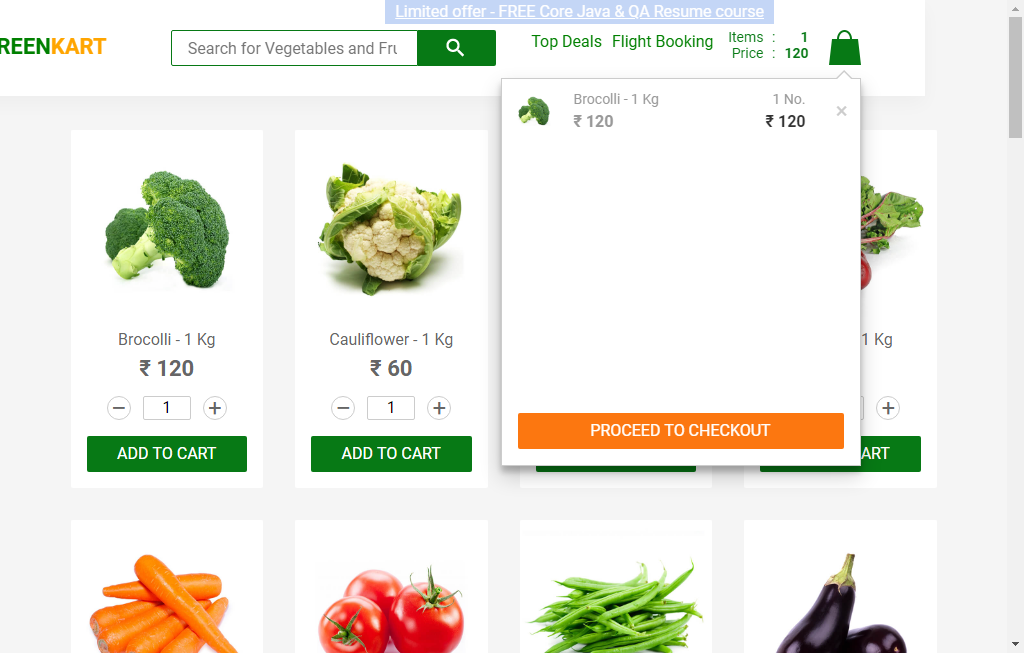 Limited offer - FREE Core Java & QA Resume course
REENKART
Search for Vegetables and Fru
Top Deals Flight Booking
Items : 1
Price : 120
Brocolli - 1 Kg 1 No. ×
₹ 120 ₹ 120
PROCEED TO CHECKOUT
Brocolli - 1 Kg
₹ 120
1
ADD TO CART
Cauliflower - 1 Kg
₹ 60
1
ADD TO CART
1 Kg
ART